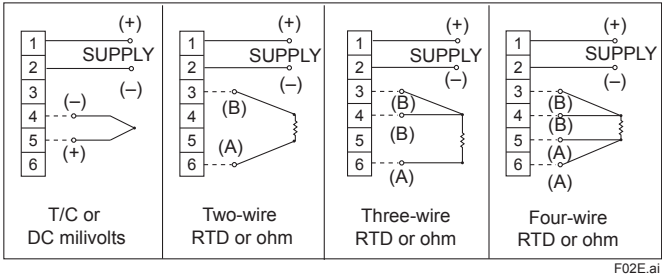 (+)
1
SUPPLY
2
(–)
3
(–)
4
5
(+)
6
T/C or
DC milivolts
(+)
1
SUPPLY
2
(–)
3
(B)
4
5
(A)
6
Two-wire
RTD or ohm
(+)
1
SUPPLY
2
(–)
3
(B)
4
(B)
5
6
(A)
Three-wire
RTD or ohm
(+)
1
SUPPLY
2
(–)
3
(B)
4
(B)
5
(A)
6
(A)
Four-wire
RTD or ohm
F02E.ai